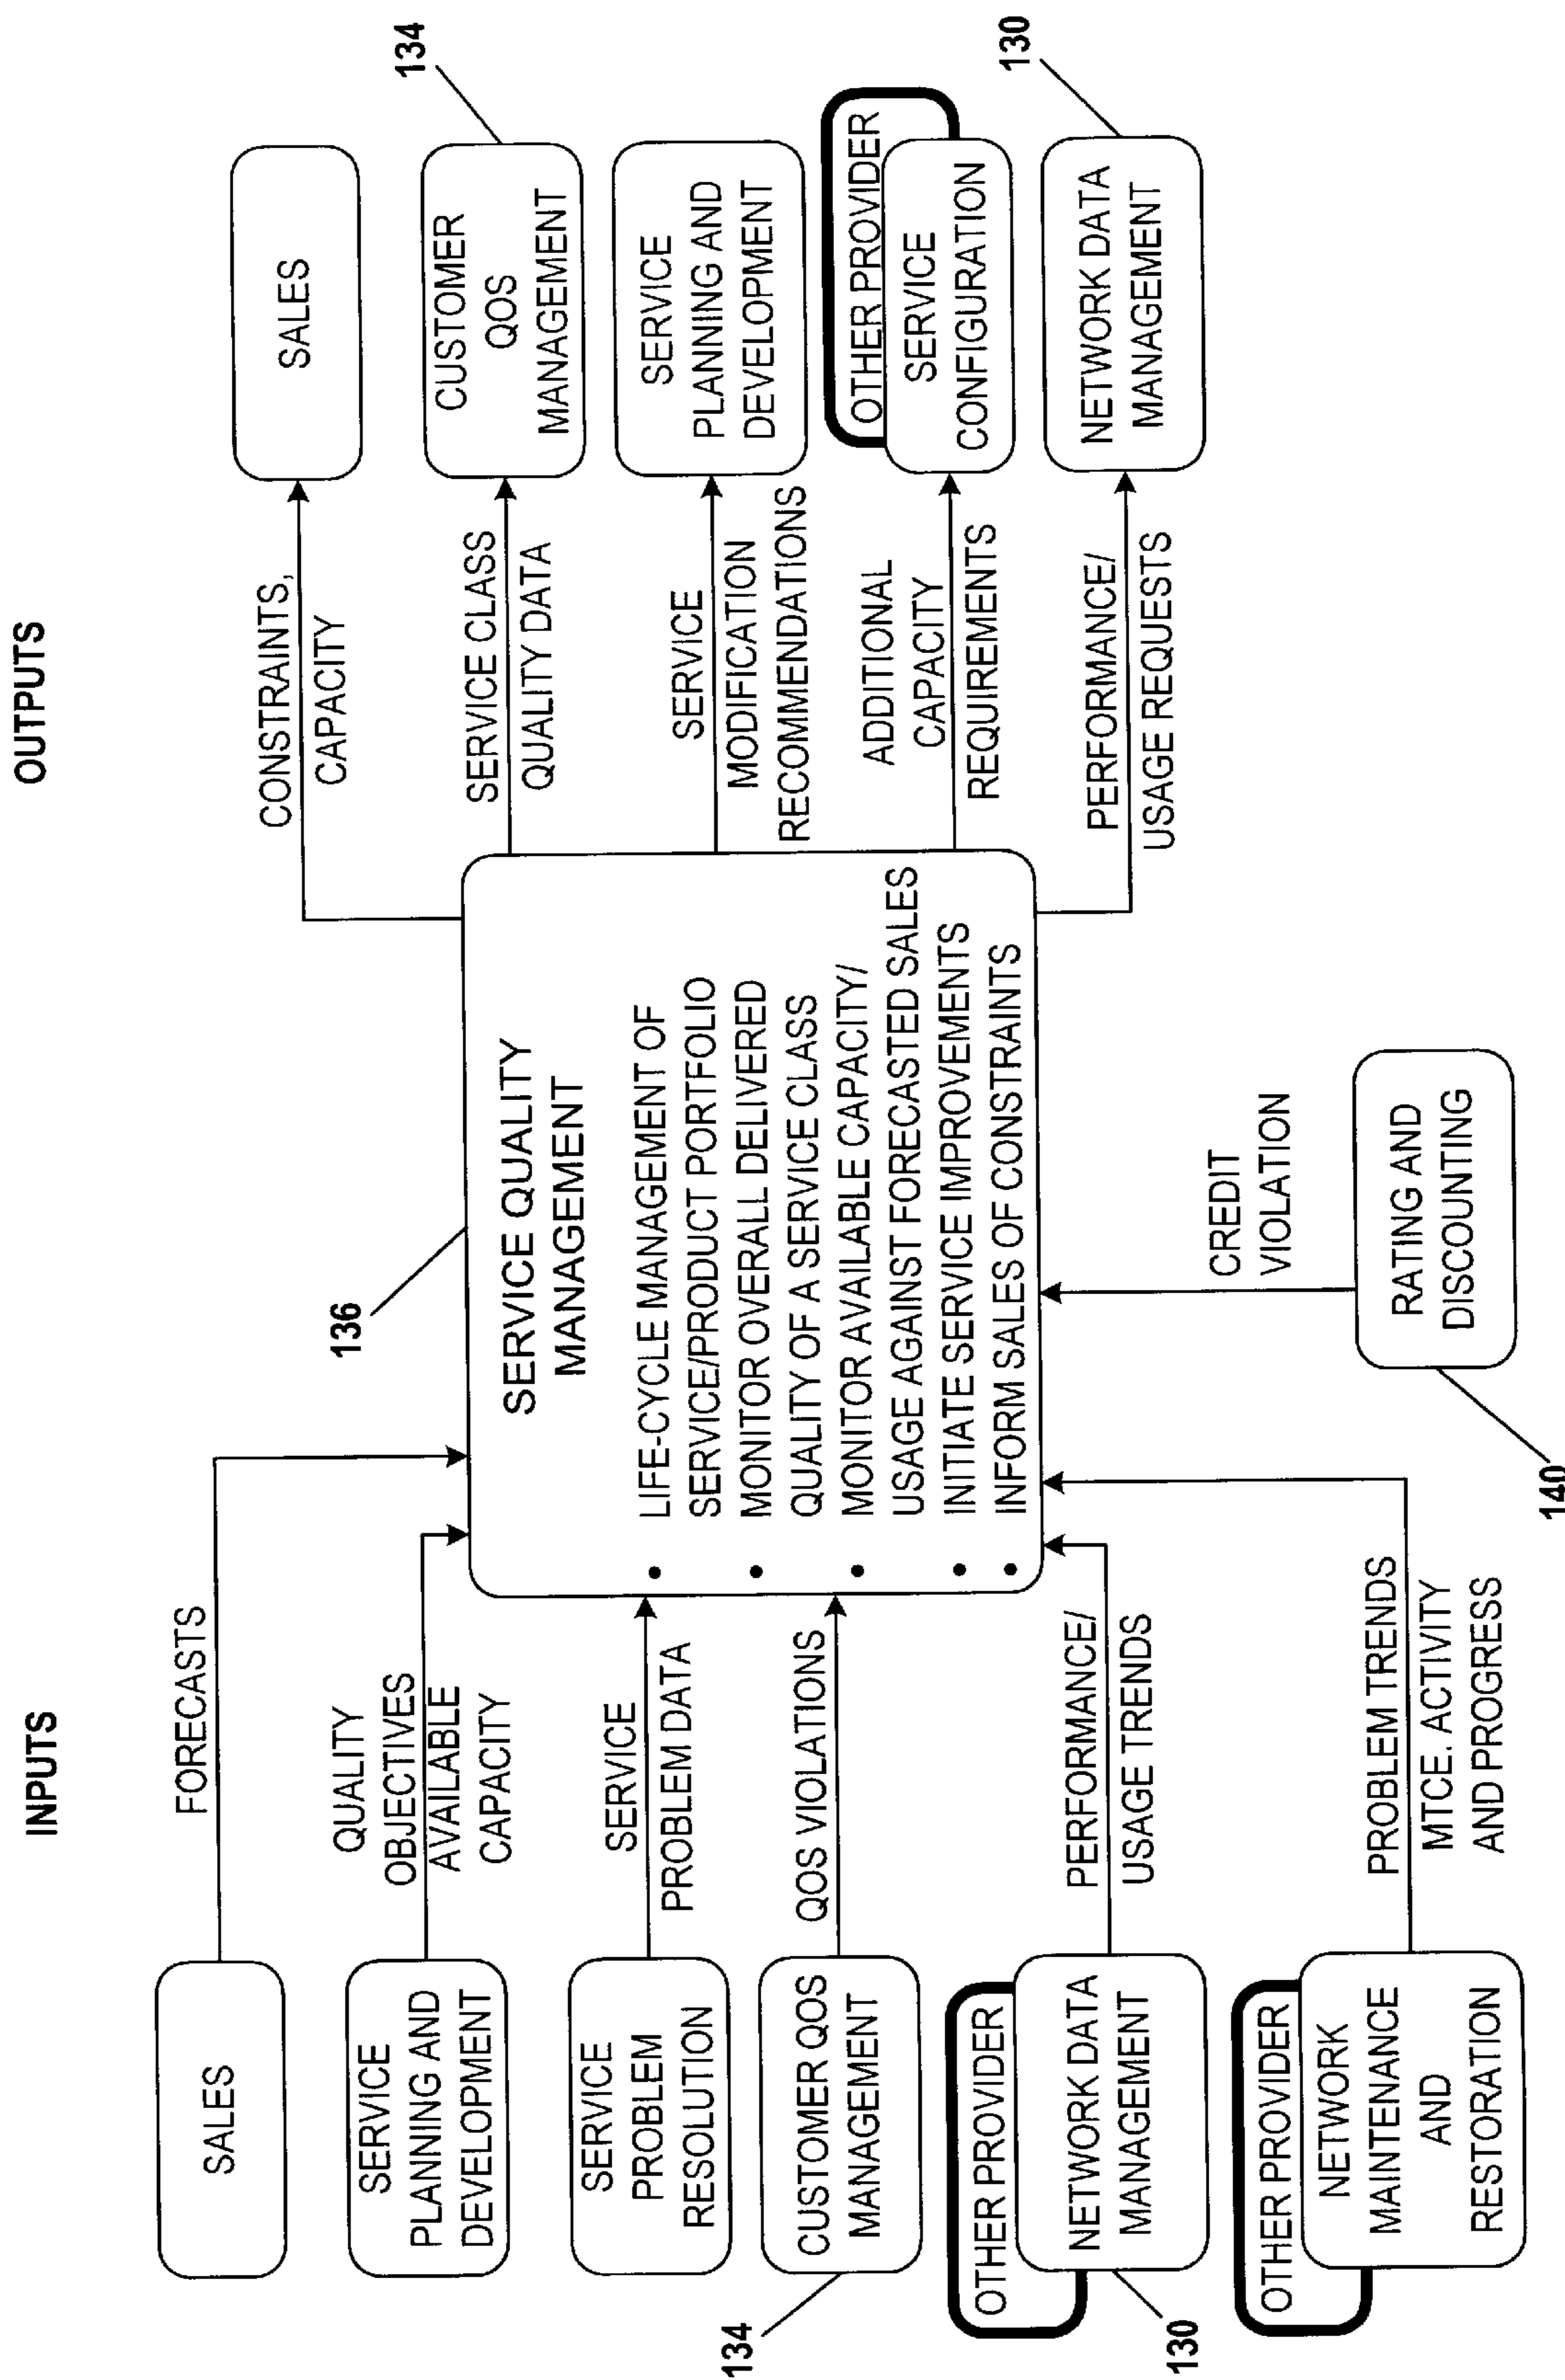 INPUTS
OUTPUTS
SALES
FORECASTS
SERVICE
PLANNING AND
DEVELOPMENT
QUALITY
OBJECTIVES
AVAILABLE
CAPACITY
SERVICE
PROBLEM
RESOLUTION
SERVICE
PROBLEM DATA
CUSTOMER QOS
MANAGEMENT
134
QOS VIOLATIONS
OTHER PROVIDER
NETWORK DATA
MANAGEMENT
130
PERFORMANCE/
USAGE TRENDS
OTHER PROVIDER
NETWORK
MAINTENANCE
AND
RESTORATION
PROBLEM TRENDS
MTCE. ACTIVITY
AND PROGRESS
136
SERVICE QUALITY
MANAGEMENT
• LIFE-CYCLE MANAGEMENT OF
SERVICE/PRODUCT PORTFOLIO
• MONITOR OVERALL DELIVERED
QUALITY OF A SERVICE CLASS
• MONITOR AVAILABLE CAPACITY/
USAGE AGAINST FORECASTED SALES
• INITIATE SERVICE IMPROVEMENTS
• INFORM SALES OF CONSTRAINTS
CREDIT
VIOLATION
RATING AND
DISCOUNTING
140
CONSTRAINTS,
CAPACITY
SALES
SERVICE CLASS
QUALITY DATA
CUSTOMER
QOS
MANAGEMENT
134
SERVICE
MODIFICATION
RECOMMENDATIONS
SERVICE
PLANNING AND
DEVELOPMENT
ADDITIONAL
CAPACITY
REQUIREMENTS
OTHER PROVIDER
SERVICE
CONFIGURATION
PERFORMANCE/
USAGE REQUESTS
NETWORK DATA
MANAGEMENT
130